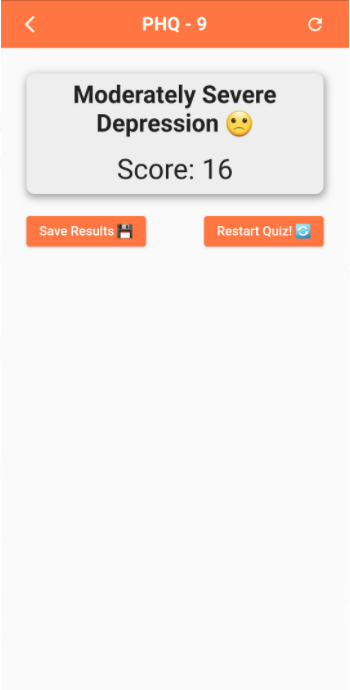 PHQ - 9
Moderately Severe
Depression 🙁
Score: 16
Save Results 💾
Restart Quiz! 🔄